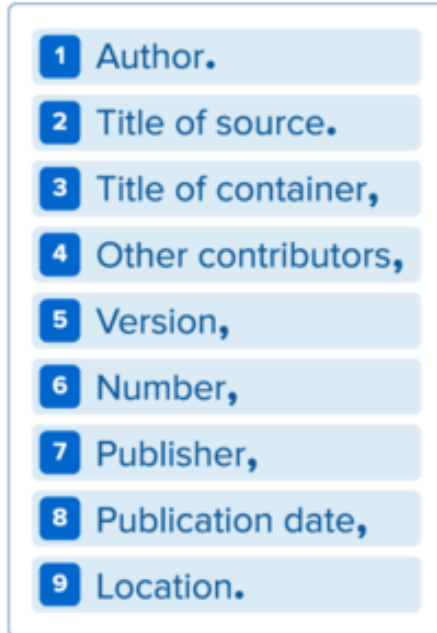 1 Author.
2 Title of source.
3 Title of container,
4 Other contributors,
5 Version,
6 Number,
7 Publisher,
8 Publication date,
9 Location.